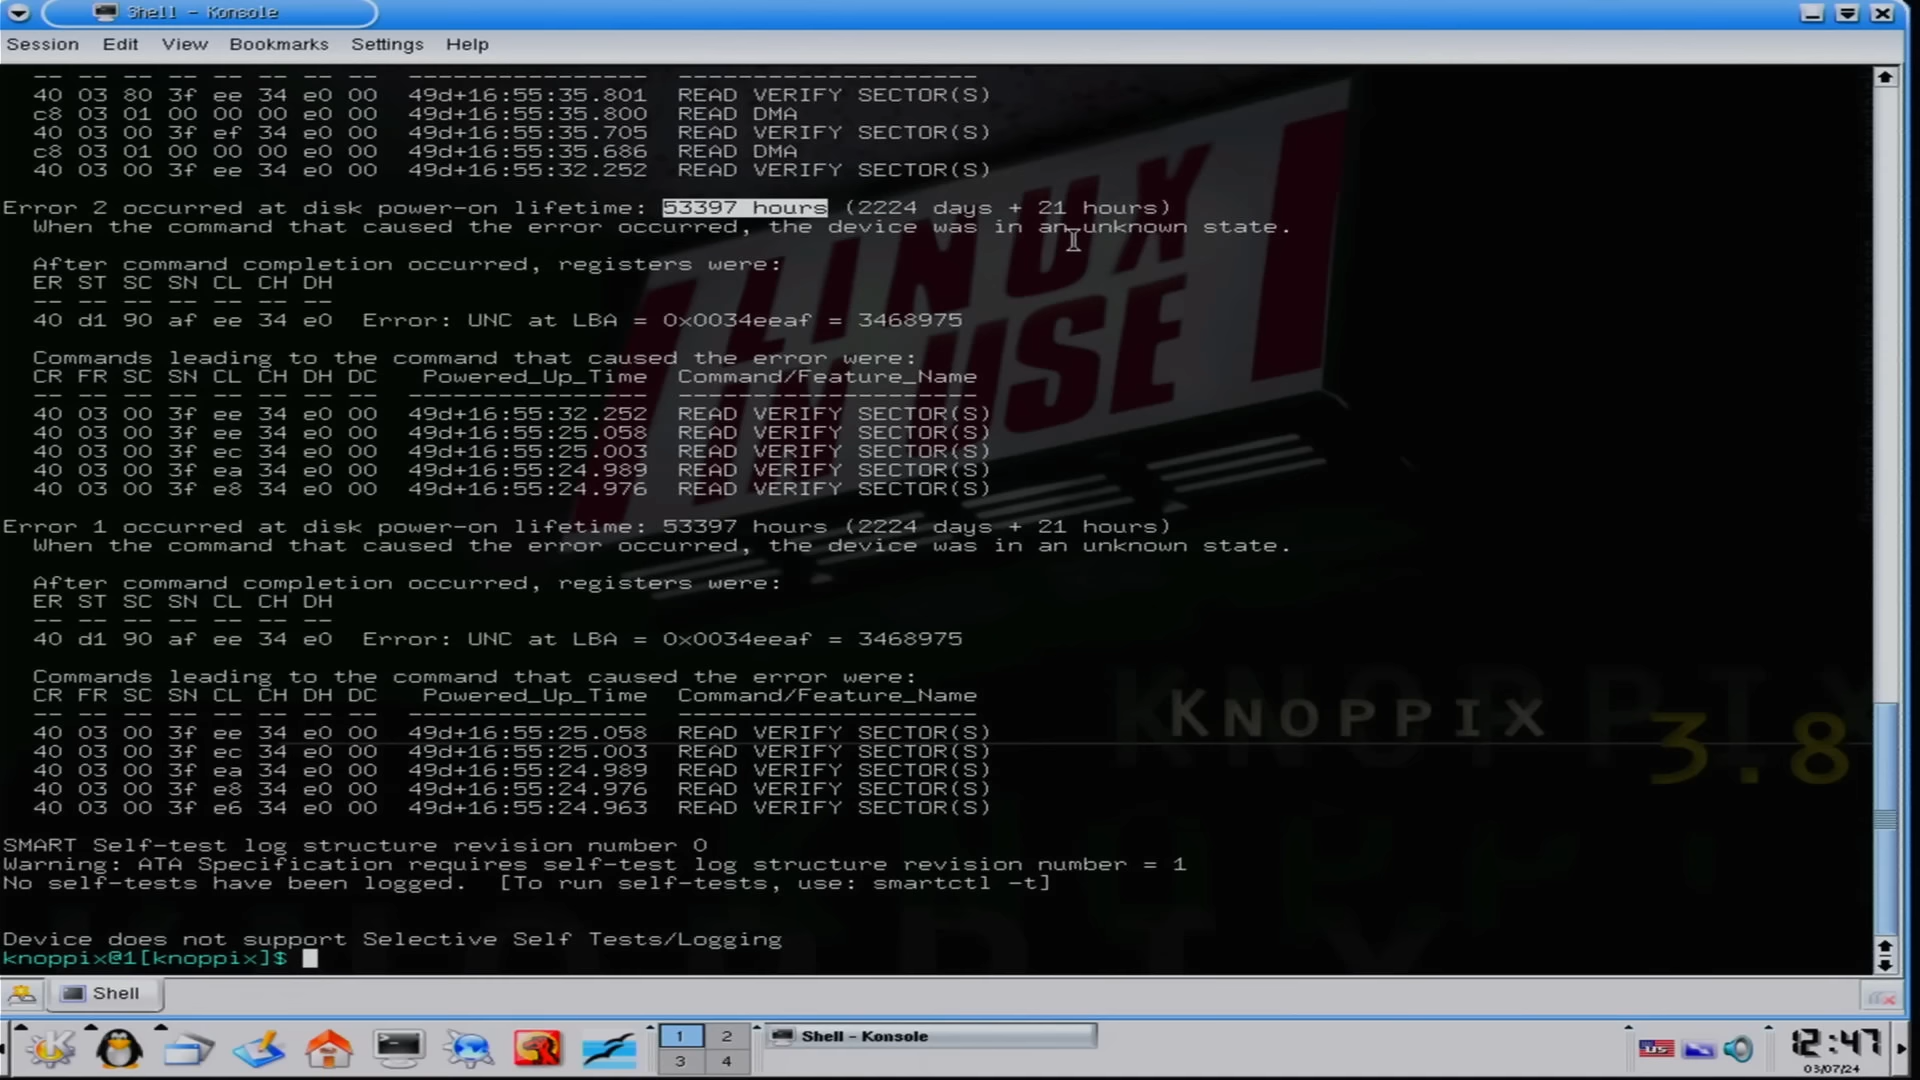 Shell - Konsole
Session Edit View Bookmarks Settings Help
-- -- -- -- -- -- -- -- ---------------- --------------------
40 03 80 3f ee 34 e0 00 49d+16:55:35.801 READ VERIFY SECTOR(S)
c8 03 01 00 00 00 e0 00 49d+16:55:35.800 READ DMA
40 03 00 3f ef 34 e0 00 49d+16:55:35.705 READ VERIFY SECTOR(S)
c8 03 01 00 00 00 e0 00 49d+16:55:35.686 READ DMA
40 03 00 3f ee 34 e0 00 49d+16:55:32.252 READ VERIFY SECTOR(S)
Error 2 occurred at disk power-on lifetime: 53397 hours (2224 days + 21 hours)
When the command that caused the error occurred, the device was in an unknown state.
After command completion occurred, registers were:
ER ST SC SN CL CH DH
-- -- -- -- -- -- --
40 d1 90 af ee 34 e0 Error: UNC at LBA = 0x0034eeaf = 3468975
Commands leading to the command that caused the error were:
CR FR SC SN CL CH DH DC Powered_Up_Time Command/Feature_Name
-- -- -- -- -- -- -- -- ---------------- --------------------
40 03 00 3f ee 34 e0 00 49d+16:55:32.252 READ VERIFY SECTOR(S)
40 03 00 3f ee 34 e0 00 49d+16:55:25.058 READ VERIFY SECTOR(S)
40 03 00 3f ec 34 e0 00 49d+16:55:25.003 READ VERIFY SECTOR(S)
40 03 00 3f ea 34 e0 00 49d+16:55:24.989 READ VERIFY SECTOR(S)
40 03 00 3f e8 34 e0 00 49d+16:55:24.976 READ VERIFY SECTOR(S)
Error 1 occurred at disk power-on lifetime: 53397 hours (2224 days + 21 hours)
When the command that caused the error occurred, the device was in an unknown state.
After command completion occurred, registers were:
ER ST SC SN CL CH DH
-- -- -- -- -- -- --
40 d1 90 af ee 34 e0 Error: UNC at LBA = 0x0034eeaf = 3468975
Commands leading to the command that caused the error were:
CR FR SC SN CL CH DH DC Powered_Up_Time Command/Feature_Name
-- -- -- -- -- -- -- -- ---------------- --------------------
40 03 00 3f ee 34 e0 00 49d+16:55:25.058 READ VERIFY SECTOR(S)
40 03 00 3f ec 34 e0 00 49d+16:55:25.003 READ VERIFY SECTOR(S)
40 03 00 3f ea 34 e0 00 49d+16:55:24.989 READ VERIFY SECTOR(S)
40 03 00 3f e8 34 e0 00 49d+16:55:24.976 READ VERIFY SECTOR(S)
40 03 00 3f e6 34 e0 00 49d+16:55:24.963 READ VERIFY SECTOR(S)
SMART Self-test log structure revision number 0
Warning: ATA Specification requires self-test log structure revision number = 1
No self-tests have been logged. [To run self-tests, use: smartctl -t]
Device does not support Selective Self Tests/Logging
knoppix@1[knoppix]$
LINUX
IN USE
KNOPPIX
3.8
Shell
1 2
3 4
Shell - Konsole
US
12:47
03/07/24